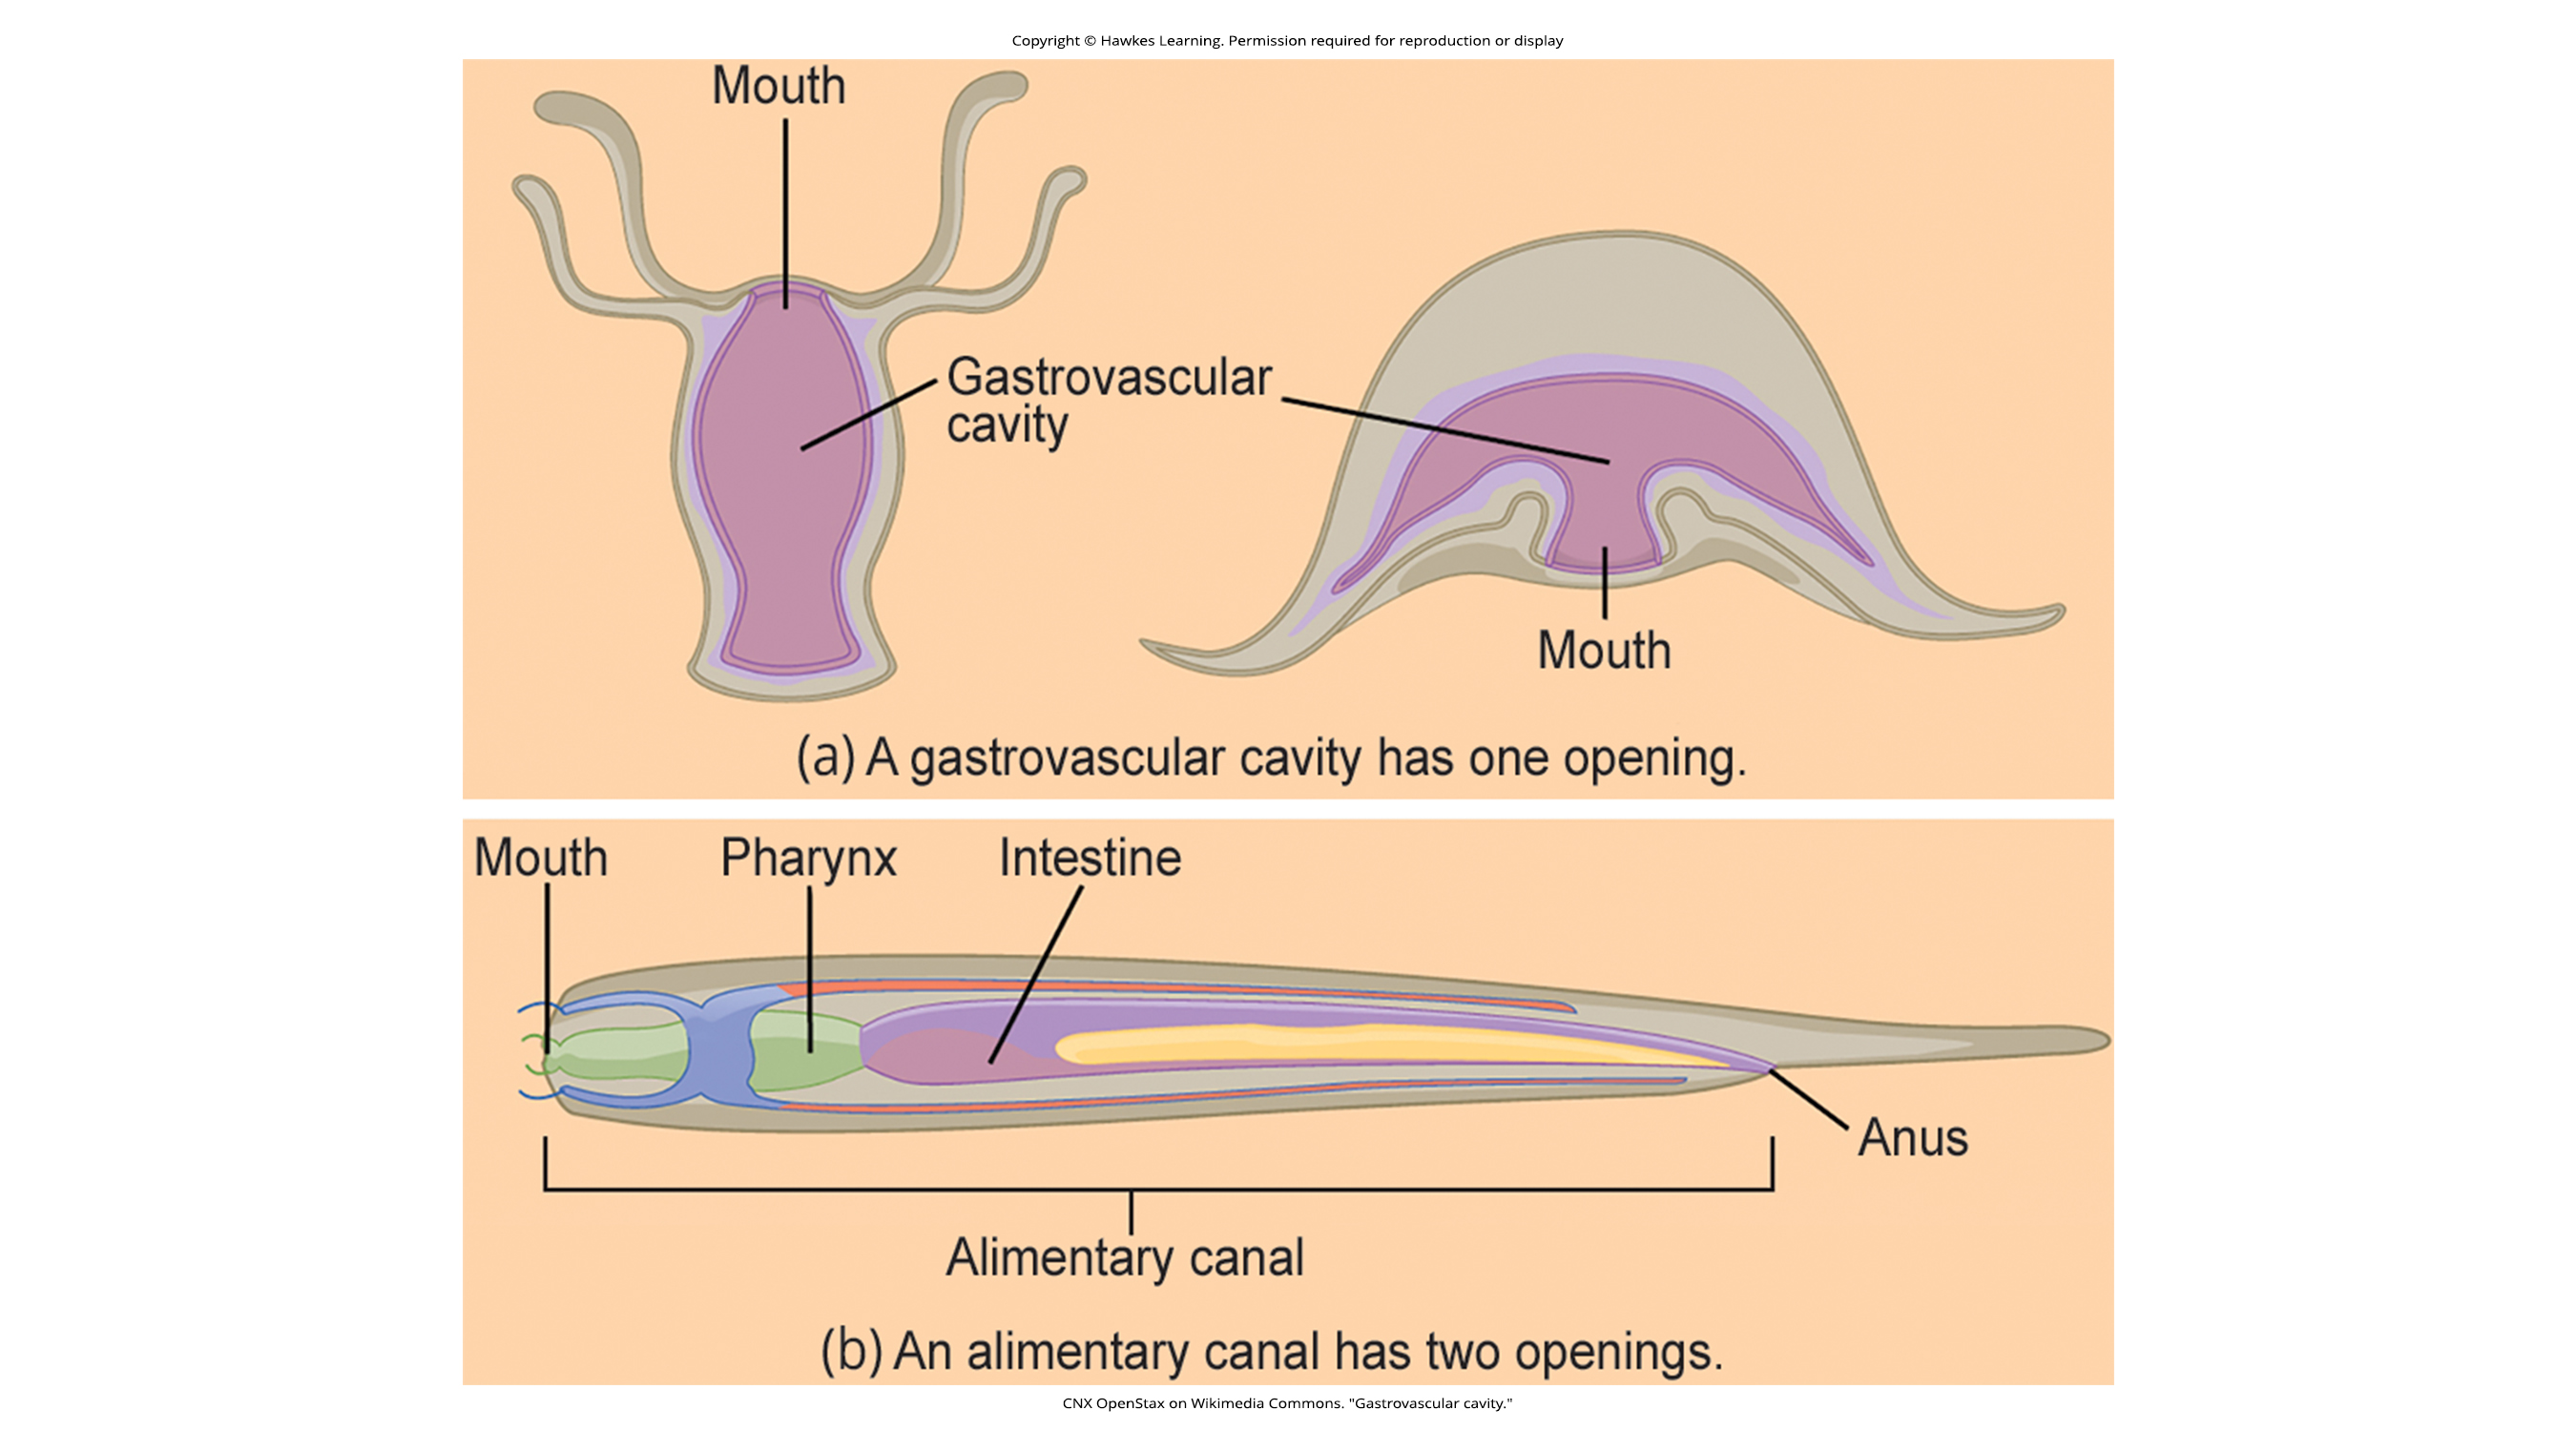 Copyright © Hawkes Learning. Permission required for reproduction or display
Mouth
Gastrovascular
cavity
Mouth
(a) A gastrovascular cavity has one opening.
Mouth
Pharynx
Intestine
Anus
Alimentary canal
(b) An alimentary canal has two openings.
CNX OpenStax on Wikimedia Commons. "Gastrovascular cavity."